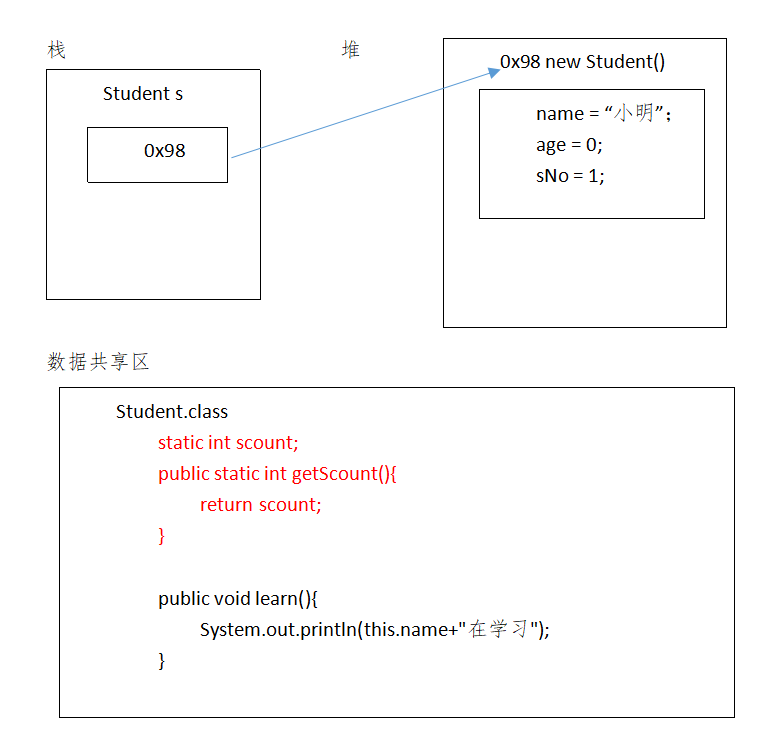 栈
堆
Student s
0x98
0x98 new Student()
name = “小明”；
age = 0;
sNo = 1;
数据共享区
Student.class
static int scount;
public static int getScount(){
return scount;
}
public void learn(){
System.out.println(this.name+"在学习");
}